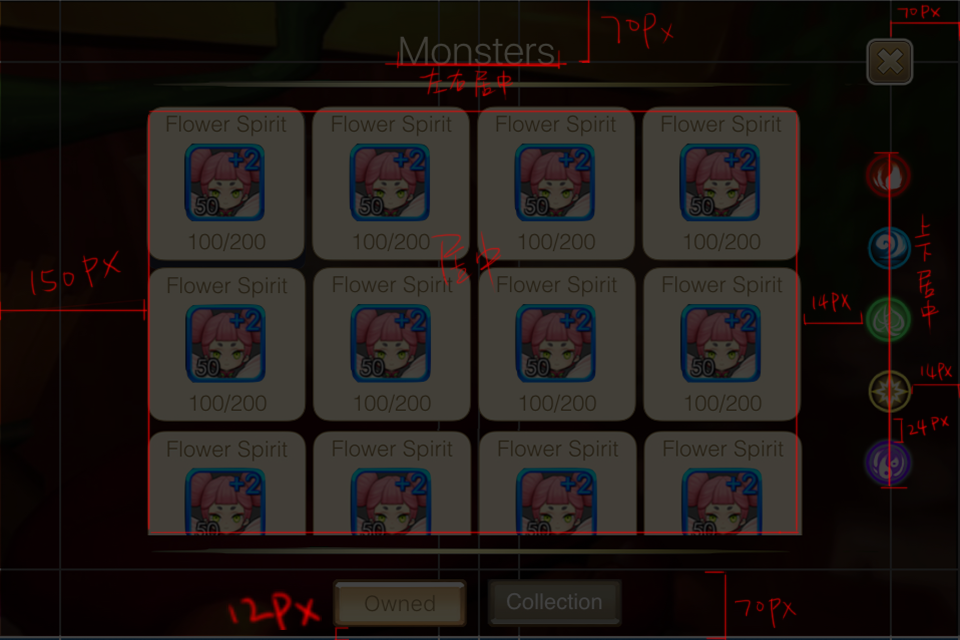 70PX
70PX
Monsters
左右居中
Flower Spirit Flower Spirit Flower Spirit Flower Spirit
+2 +2 +2 +2
50 50 50 50
100/200 100/200 100/200 100/200
居中
上下居中
150PX
Flower Spirit Flower Spirit Flower Spirit Flower Spirit
14PX
+2 +2 +2 +2
50 50 50 50
14PX
100/200 100/200 100/200 100/200
24PX
Flower Spirit Flower Spirit Flower Spirit Flower Spirit
+2 +2 +2 +2
50 50 50 50
12PX
Owned Collection
70PX